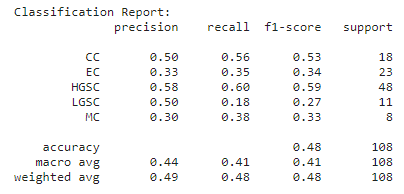 Classification Report:
precision recall f1-score support
CC 0.50 0.56 0.53 18
EC 0.33 0.35 0.34 23
HGSC 0.58 0.60 0.59 48
LGSC 0.50 0.18 0.27 11
MC 0.30 0.38 0.33 8
accuracy 0.48 108
macro avg 0.44 0.41 0.41 108
weighted avg 0.49 0.48 0.48 108